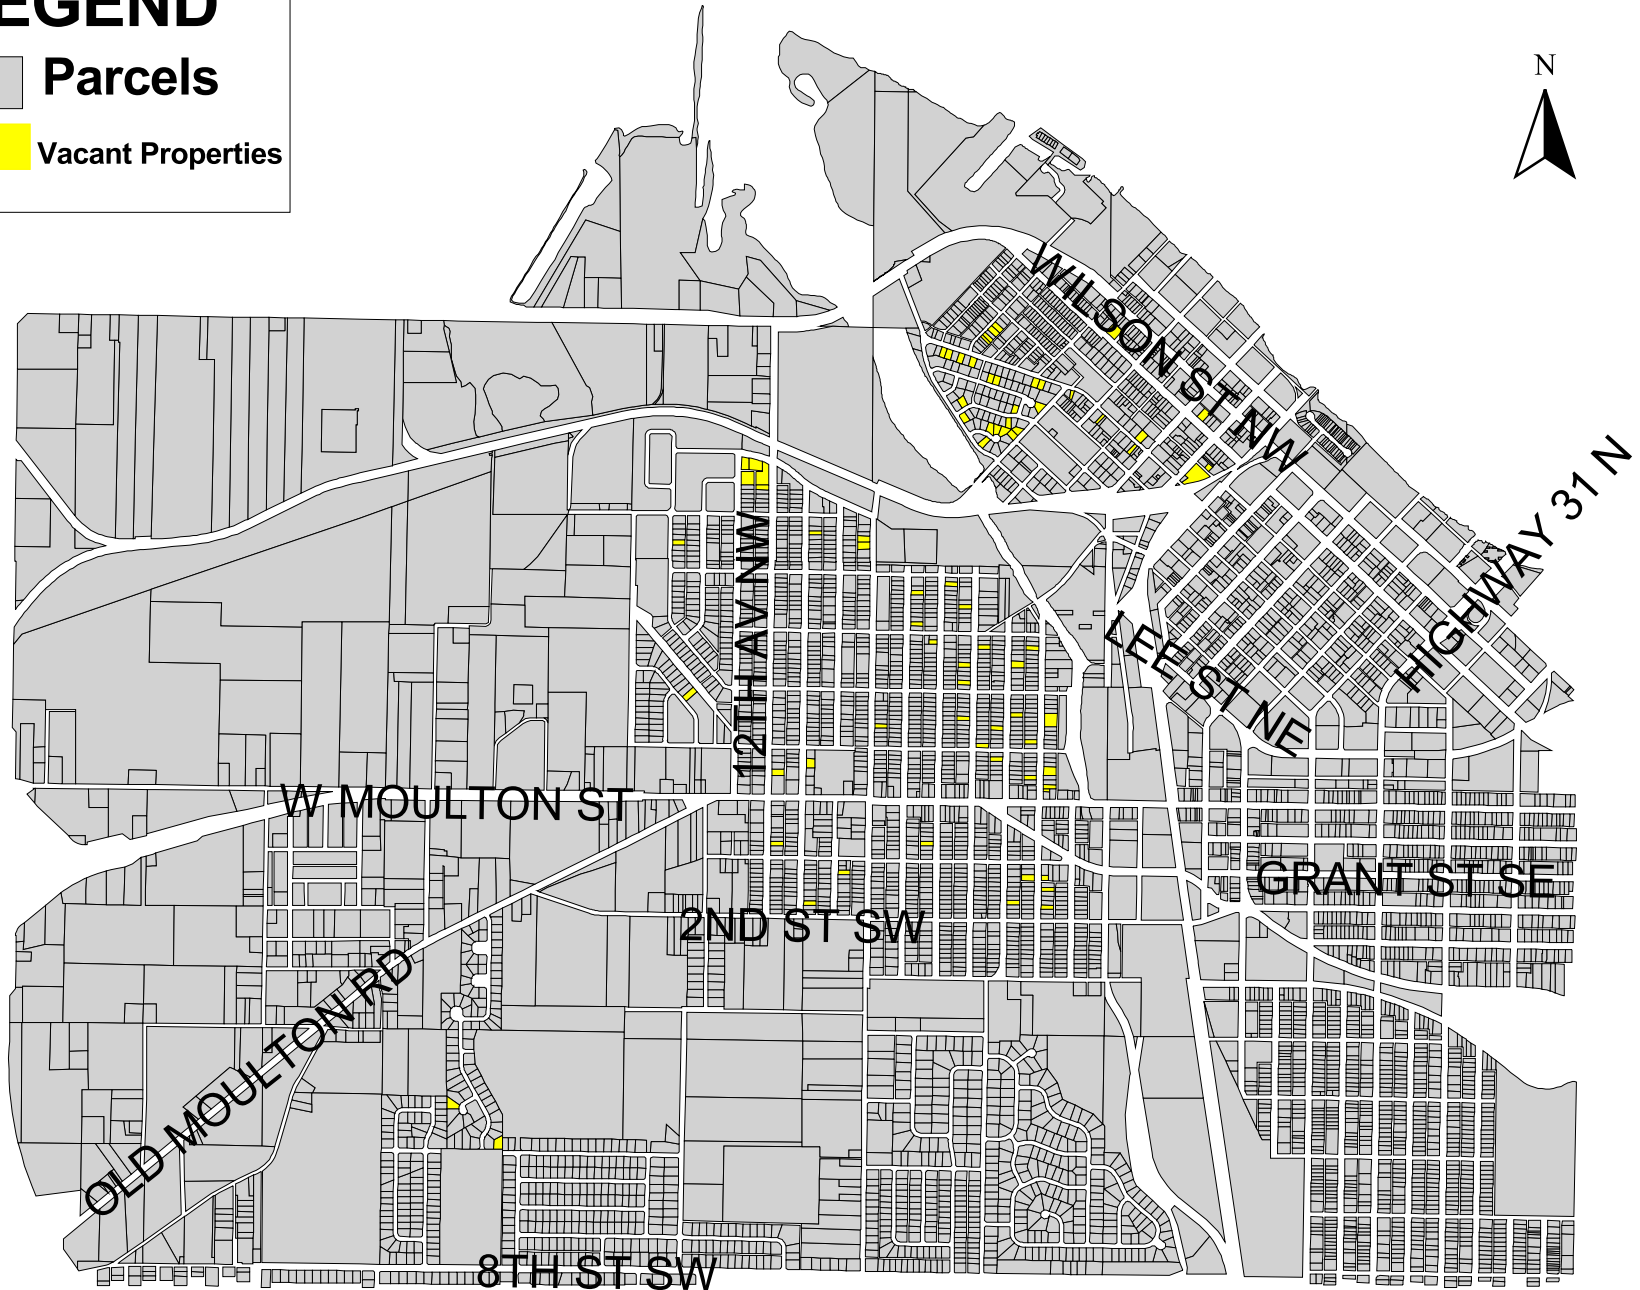 EGEND
Parcels
Vacant Properties
N
WILSON ST NW
HIGHWAY 31 N
12TH AV NW
LEE ST NE
W MOULTON ST
GRANT ST SE
2ND ST SW
OLD MOULTON RD
8TH ST SW